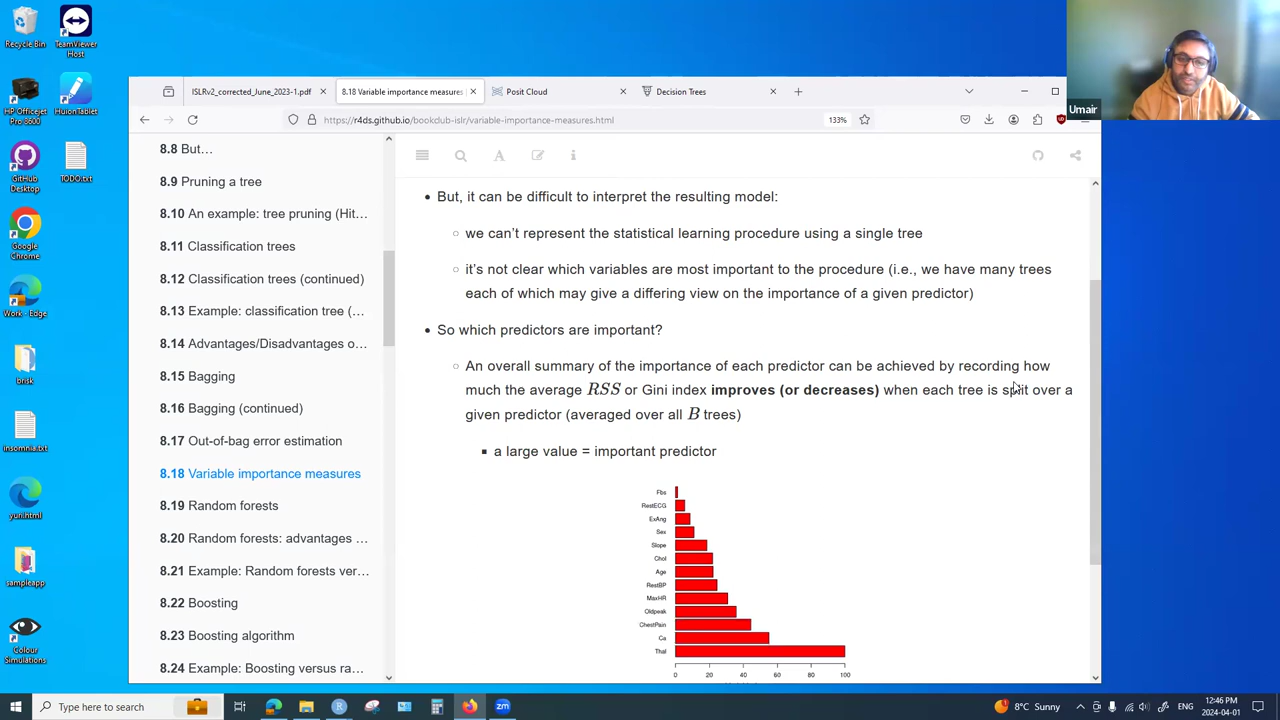 Recycle Bin
TeamViewer Host
HP Officejet Pro 3600
HuionTablet
GitHub Desktop
TODO.txt
Google Chrome
Work - Edge
brisk
insomnia.txt
yuri.html
sampleapp
Colour Simulations
Umair
ISLRv2_corrected_June_2023-1.pdf
8.18 Variable importance measures
Posit Cloud
Decision Trees
https://r4ds.github.io/bookclub-islr/variable-importance-measures.html
133%
8.8 But…
8.9 Pruning a tree
8.10 An example: tree pruning (Hit…
8.11 Classification trees
8.12 Classification trees (continued)
8.13 Example: classification tree (…
8.14 Advantages/Disadvantages o…
8.15 Bagging
8.16 Bagging (continued)
8.17 Out-of-bag error estimation
8.18 Variable importance measures
8.19 Random forests
8.20 Random forests: advantages …
8.21 Example: Random forests ver…
8.22 Boosting
8.23 Boosting algorithm
8.24 Example: Boosting versus ra…
But, it can be difficult to interpret the resulting model:
we can't represent the statistical learning procedure using a single tree
it's not clear which variables are most important to the procedure (i.e., we have many trees
each of which may give a differing view on the importance of a given predictor)
So which predictors are important?
An overall summary of the importance of each predictor can be achieved by recording how
much the average RSS or Gini index improves (or decreases) when each tree is split over a
given predictor (averaged over all B trees)
a large value = important predictor
Fbs
RestECG
ExAng
Sex
Slope
Chol
Age
RestBP
MaxHR
Oldpeak
ChestPain
Ca
Thal
0 20 40 60 80 100
Type here to search
8°C Sunny
ENG
12:46 PM
2024-04-01